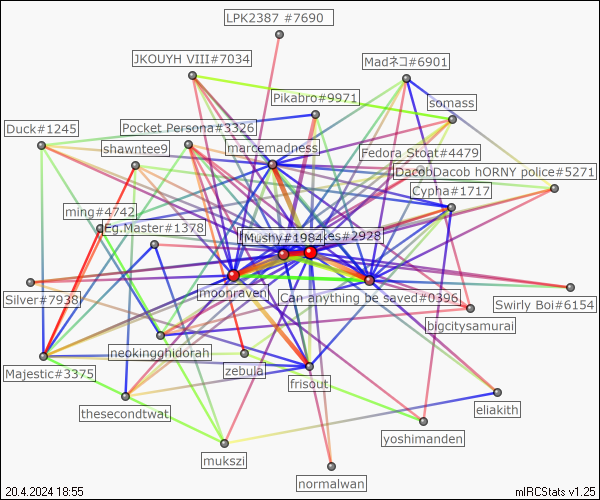 LPK2387 #7690
JKOUYH VIII#7034
Madネコ#6901
Pikabro#9971
somass
Duck#1245
Pocket Persona#3326
shawntee9
marcemadness
Fedora Stoat#4479
DacobDacob hORNY police#5271
Cypha#1717
ming#4742
Eg.Master#1378
Mushy#1984
kes#2928
moonraven
Can anything be saved#0396
Silver#7938
Swirly Boi#6154
bigcitysamurai
neokingghidorah
Majestic#3375
zebula
frisout
thesecondtwat
eliakith
yoshimanden
mukszi
normalwan
20.4.2024 18:55
mIRCStats v1.25